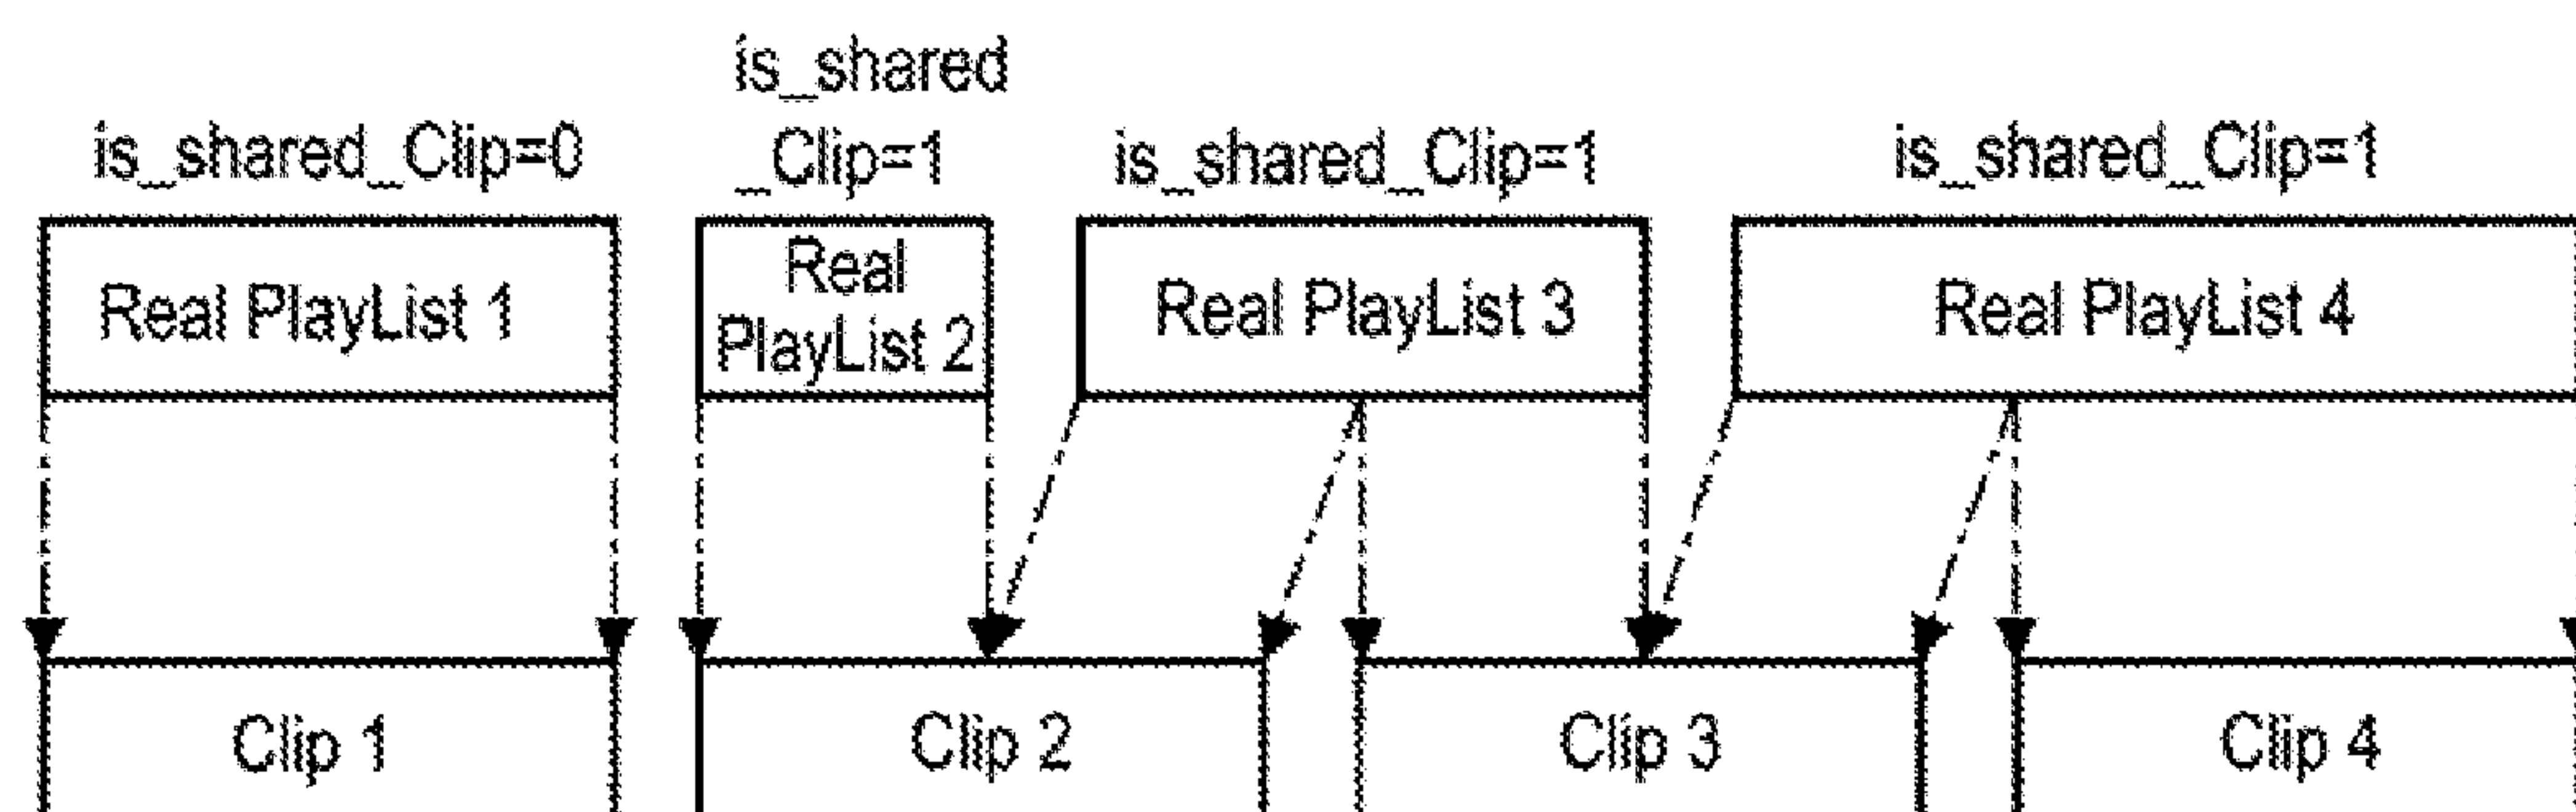 is_shared_Clip=0
is_shared
_Clip=1
is_shared_Clip=1
is_shared_Clip=1
Real PlayList 1
Real
PlayList 2
Real PlayList 3
Real PlayList 4
Clip 1
Clip 2
Clip 3
Clip 4